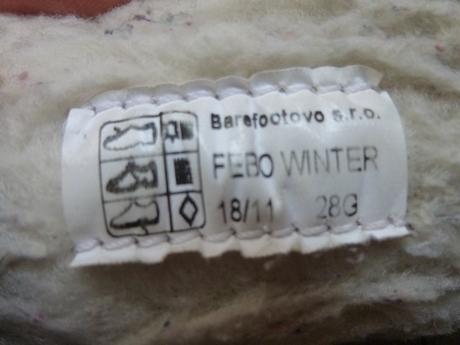 Barefootovo s.r.o.
FEBO WINTER
18/11 28G